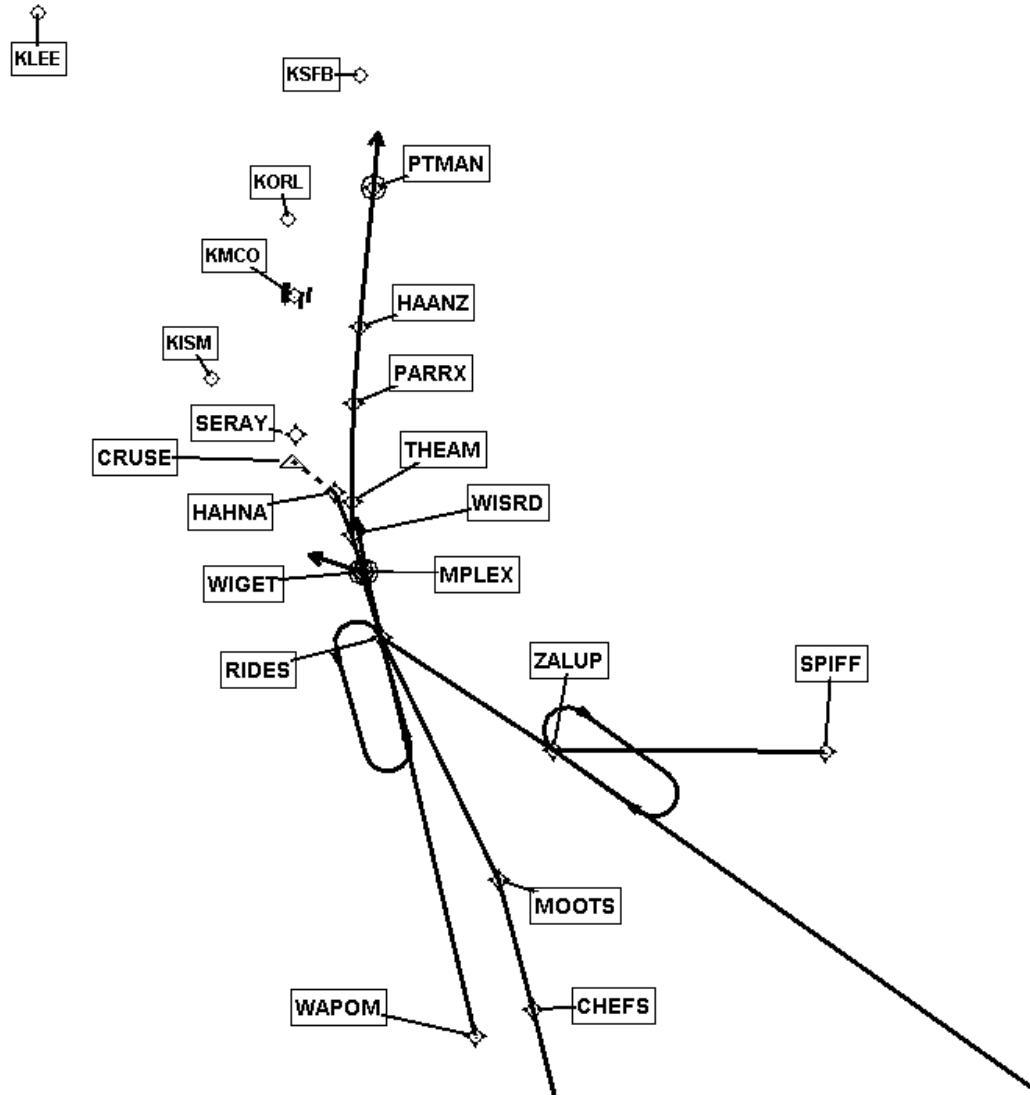 KLEE
KSFB
PTMAN
KORL
KMCO
HAANZ
KISM
PARRX
SERAY
CRUSE
THEAM
HAHNA
WISRD
WIGET
MPLEX
RIDES
ZALUP
SPIFF
MOOTS
WAPOM
CHEFS